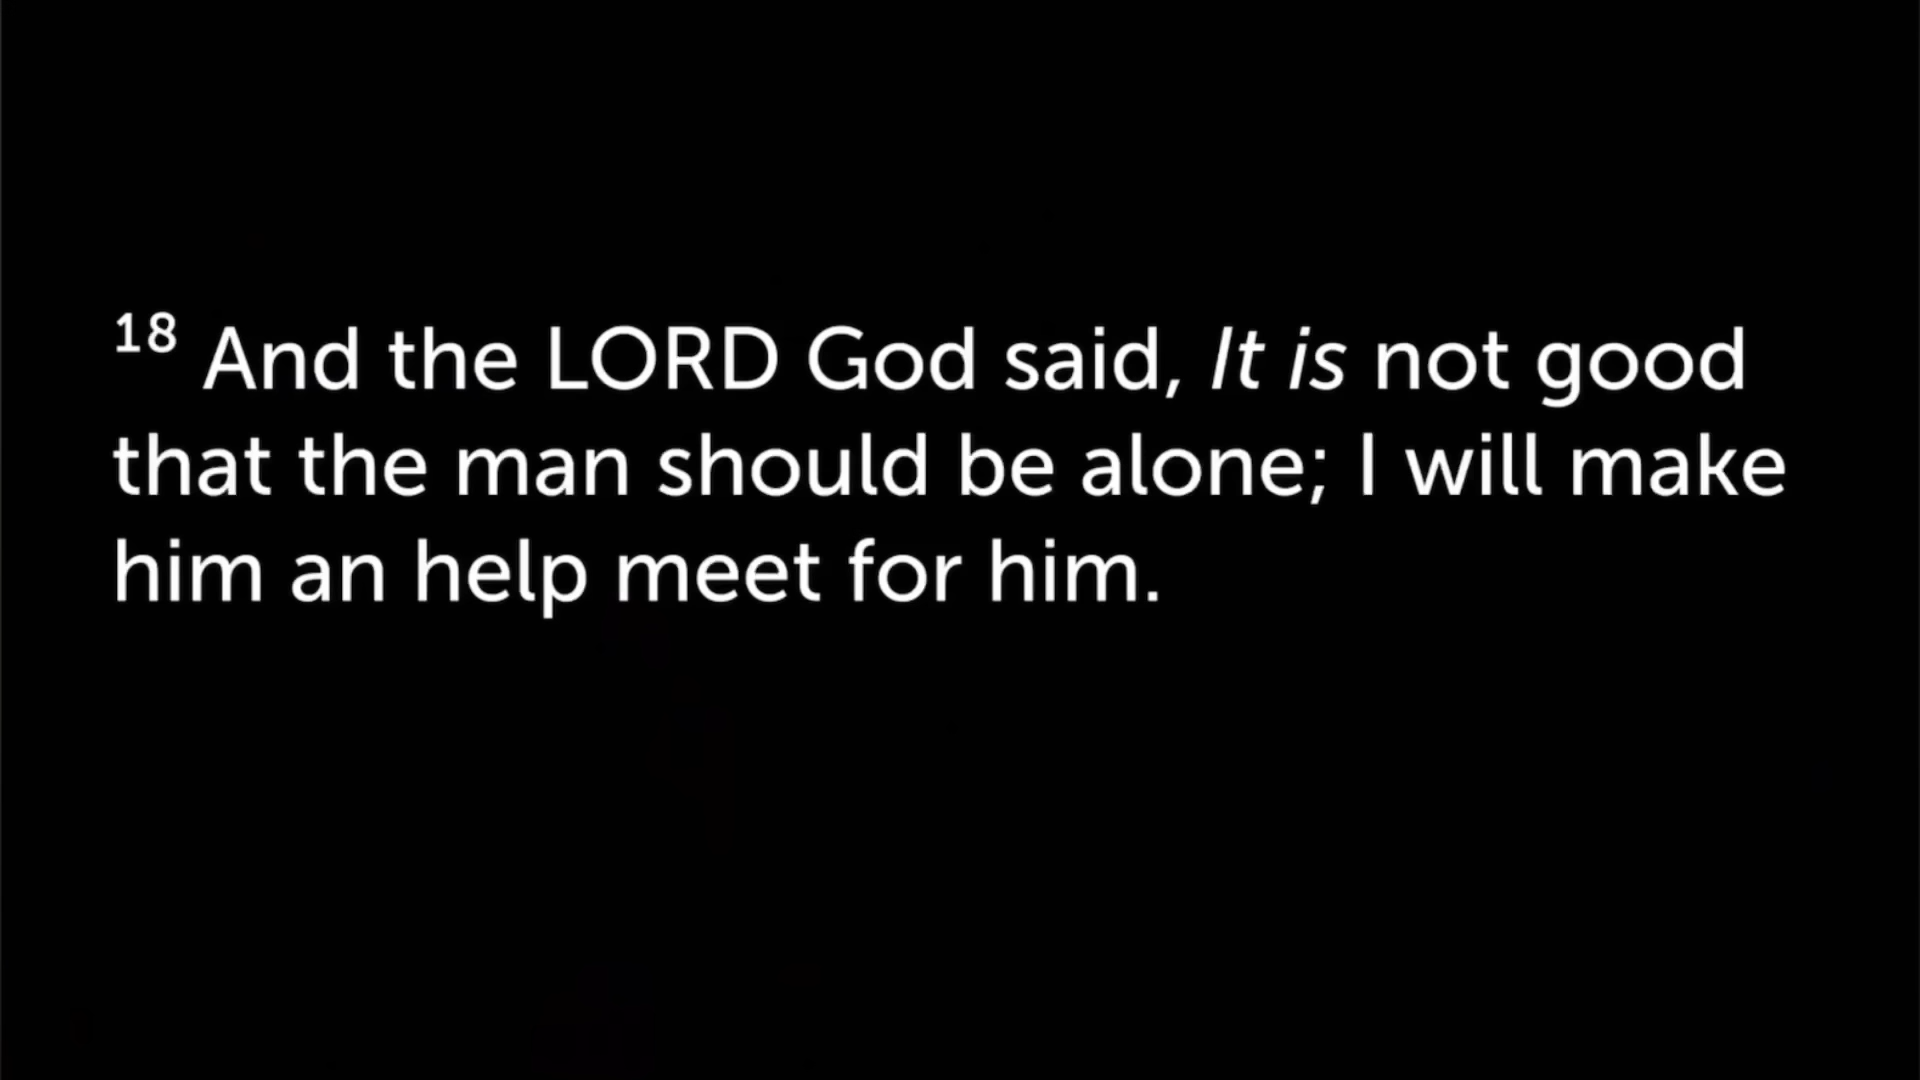 18 And the LORD God said, It is not good
that the man should be alone; I will make
him an help meet for him.